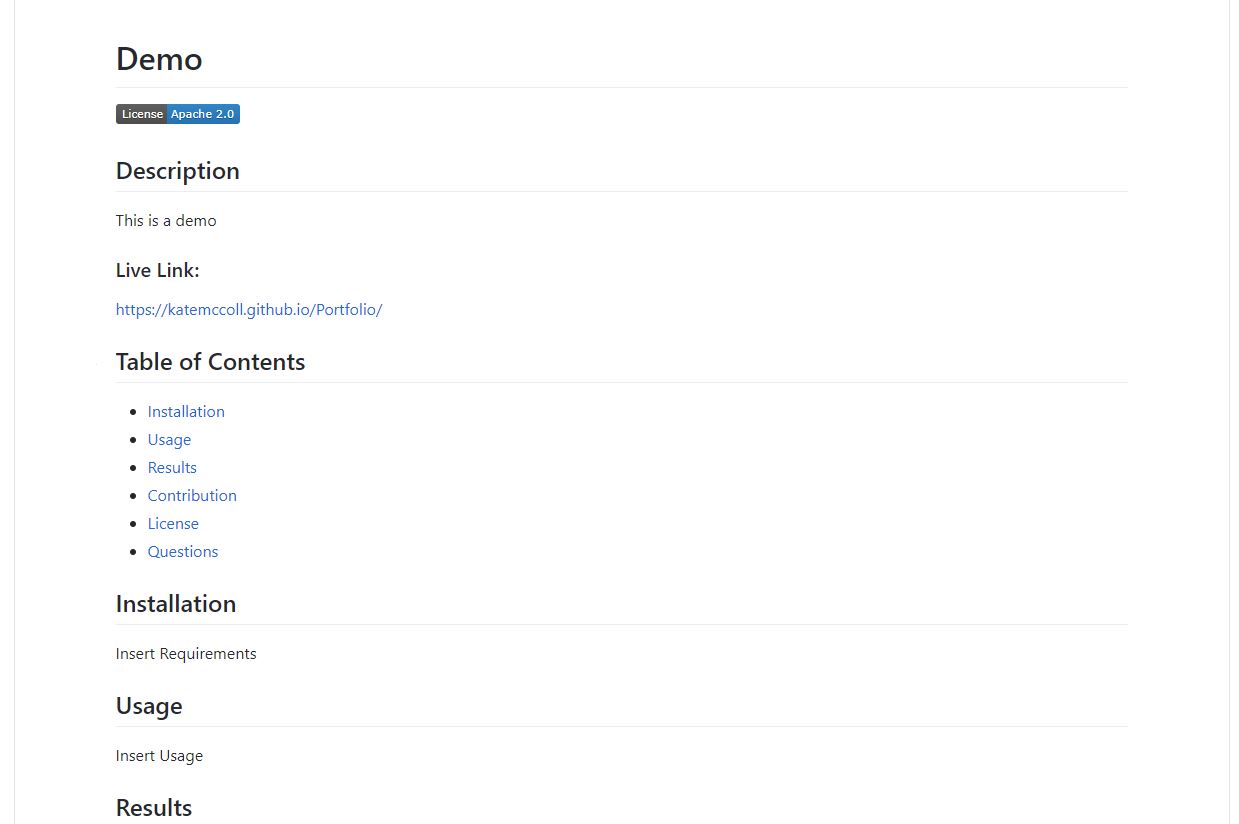 Demo
License Apache 2.0
Description
This is a demo
Live Link:
https://katemccoll.github.io/Portfolio/
Table of Contents
Installation
Usage
Results
Contribution
License
Questions
Installation
Insert Requirements
Usage
Insert Usage
Results